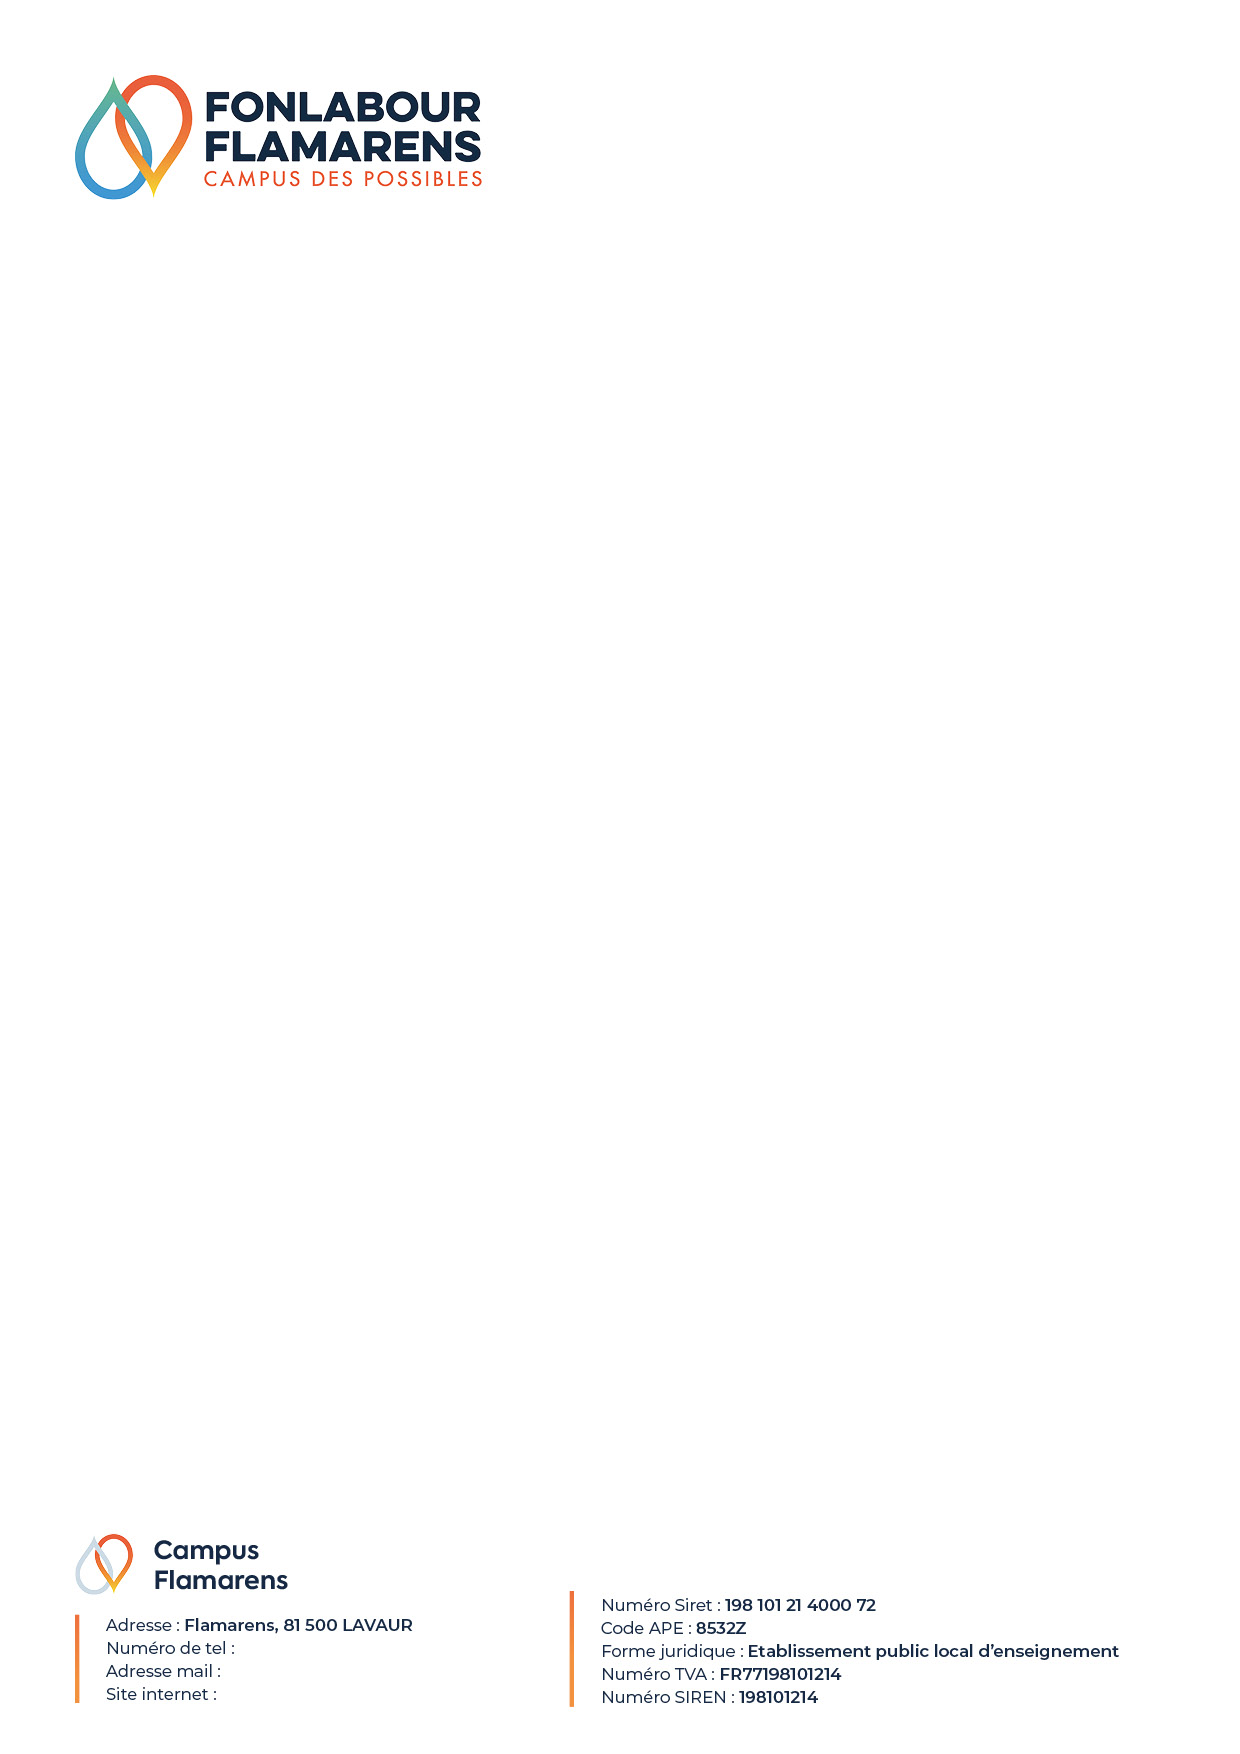 FONLABOUR
FLAMARENS
CAMPUS DES POSSIBLES
Campus
Flamarens
Adresse : Flamarens, 81 500 LAVAUR
Numéro de tel :
Adresse mail :
Site internet :
Numéro Siret : 198 101 21 4000 72
Code APE : 8532Z
Forme juridique : Etablissement public local d’enseignement
Numéro TVA : FR77198101214
Numéro SIREN : 198101214